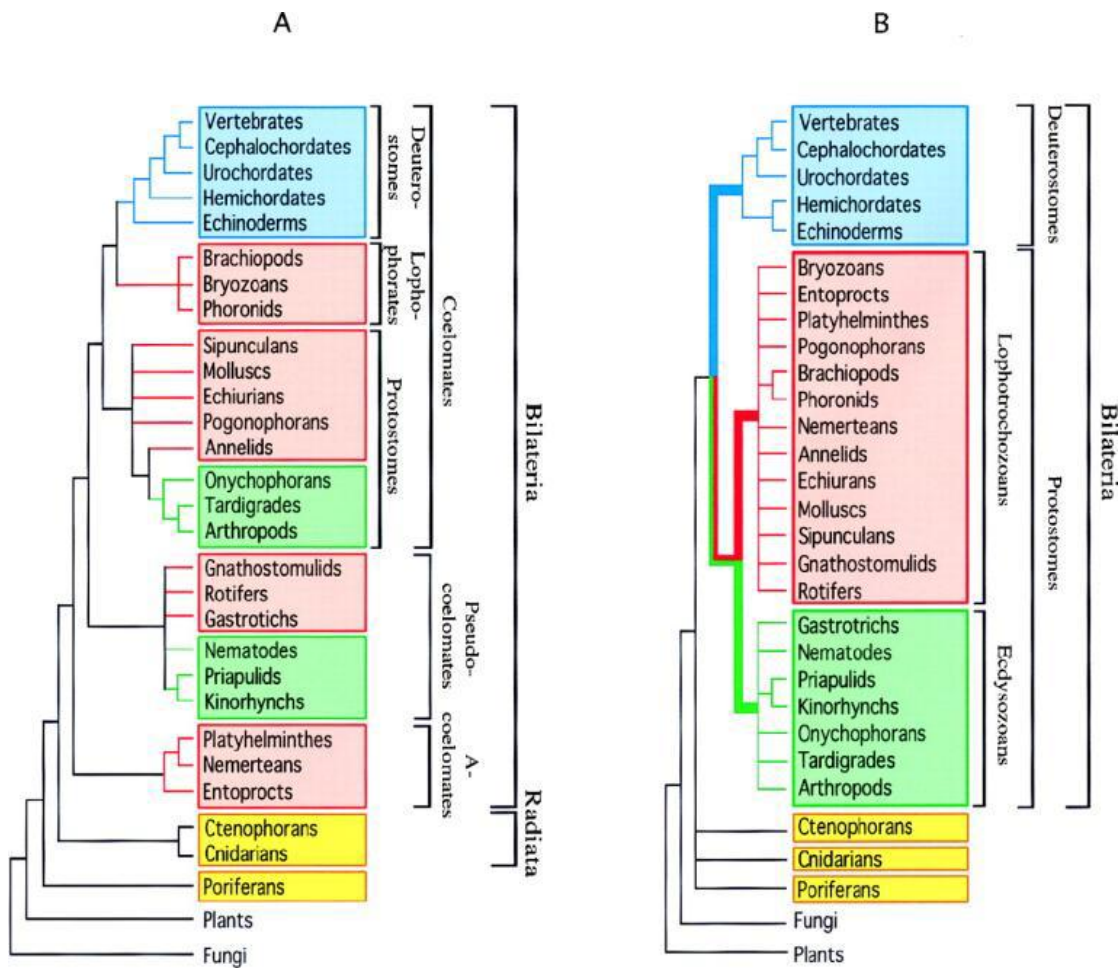 A
Vertebrates
Cephalochordates
Urochordates
Hemichordates
Echinoderms
Brachiopods
Bryozoans
Phoronids
Sipunculans
Molluscs
Echiurians
Pogonophorans
Annelids
Onychophorans
Tardigrades
Arthropods
Gnathostomulids
Rotifers
Gastrotichs
Nematodes
Priapulids
Kinorhynchs
Platyhelminthes
Nemerteans
Entoprocts
Ctenophorans
Cnidarians
Poriferans
Plants
Fungi
Deutero-
stomes
Lopho-
phorates
Protostomes
Coelomates
Pseudo-
coelomates
A-
coelomates
Bilateria
Radiata
B
Vertebrates
Cephalochordates
Urochordates
Hemichordates
Echinoderms
Bryozoans
Entoprocts
Platyhelminthes
Pogonophorans
Brachiopods
Phoronids
Nemerteans
Annelids
Echiurans
Molluscs
Sipunculans
Gnathostomulids
Rotifers
Gastrotrichs
Nematodes
Priapulids
Kinorhynchs
Onychophorans
Tardigrades
Arthropods
Ctenophorans
Cnidarians
Poriferans
Fungi
Plants
Deuterostomes
Lophotrochozoans
Ecdysozoans
Protostomes
Bilateria